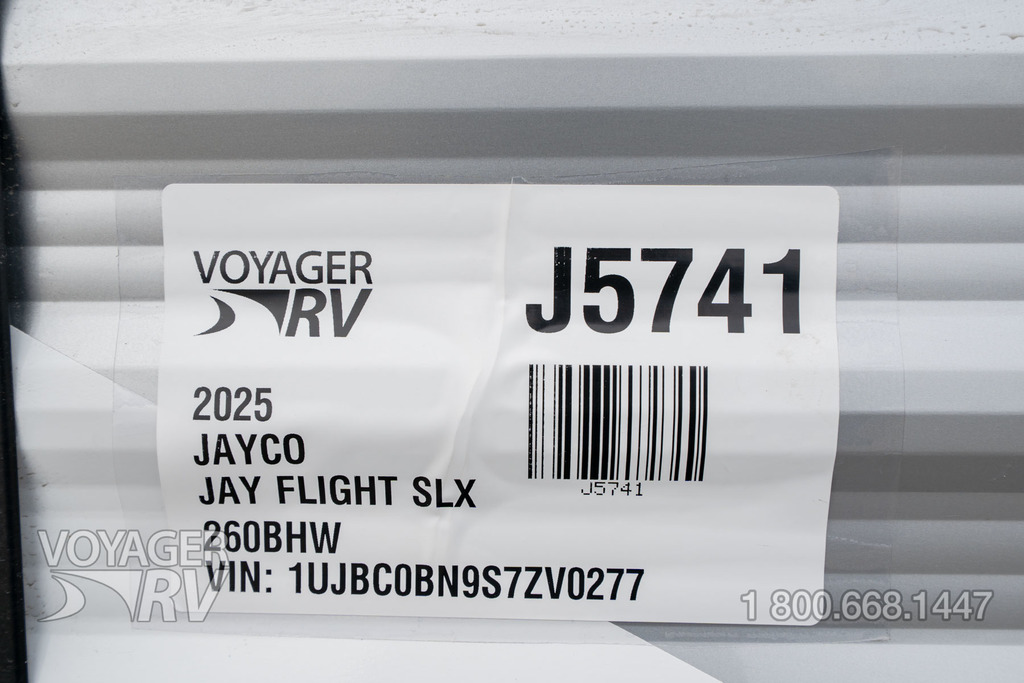 VOYAGER
RV
J5741
J5741
2025
JAYCO
JAY FLIGHT SLX
260BHW
VIN: 1UJBC0BN9S7ZV0277
VOYAGER
RV
1 800.668.1447